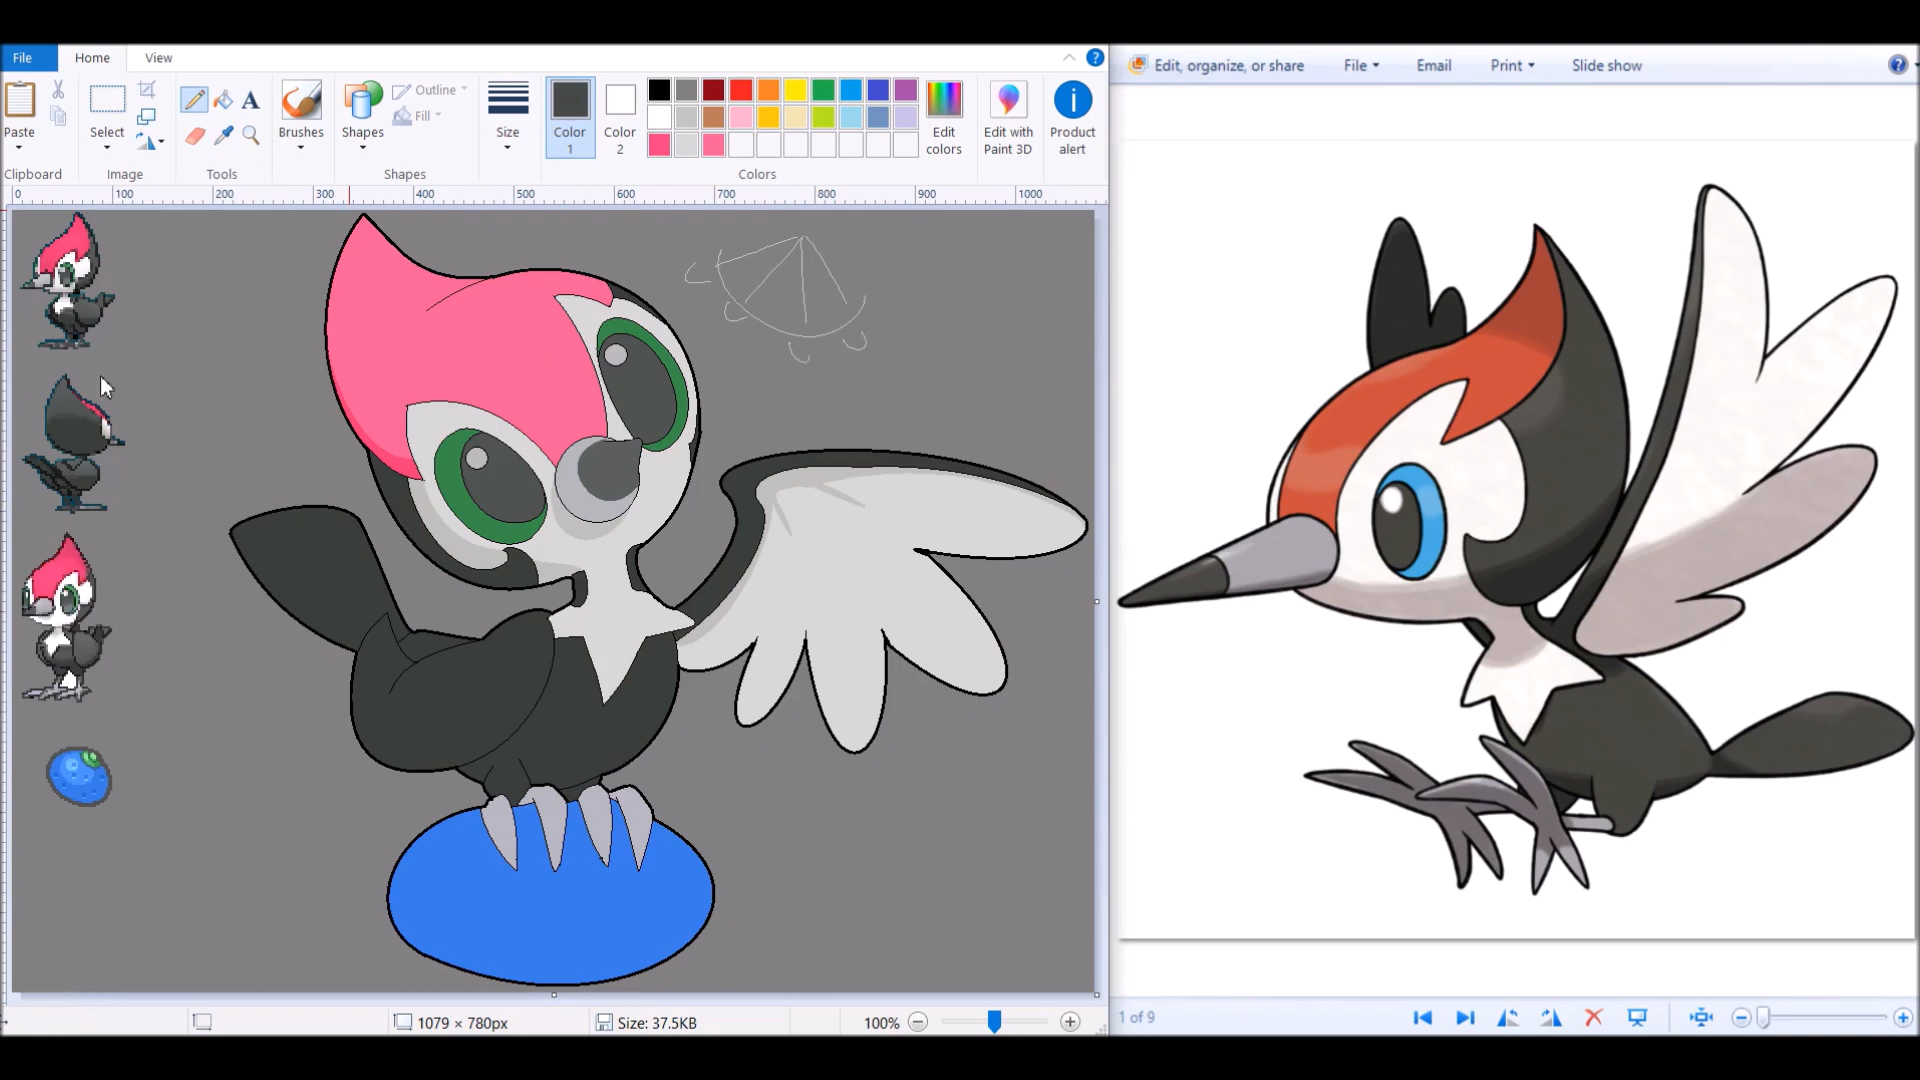 File Home View
Edit, organize, or share File Email Print Slide show
Outline
Fill
A
Paste Select Brushes Shapes Size Color 1 Color 2 Edit colors Edit with Paint 3D Product alert
Clipboard Image Tools Shapes Colors
0 100 200 300 400 500 600 700 800 900 1000
1079 × 780px Size: 37.5KB 100%
1 of 9